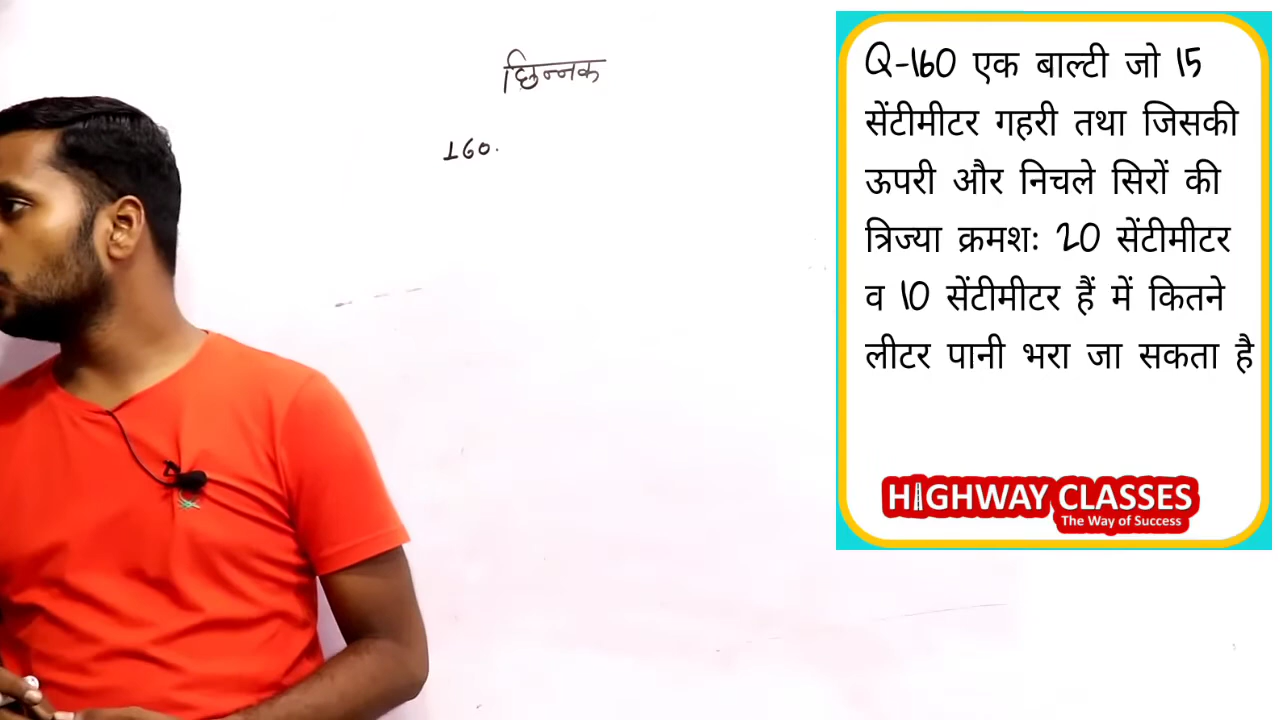 छिन्नक
160.
Q-160 एक बाल्टी जो 15
सेंटीमीटर गहरी तथा जिसकी
ऊपरी और निचले सिरों की
त्रिज्या क्रमशः 20 सेंटीमीटर
व 10 सेंटीमीटर हैं में कितने
लीटर पानी भरा जा सकता है
HIGHWAY CLASSES
The Way of Success